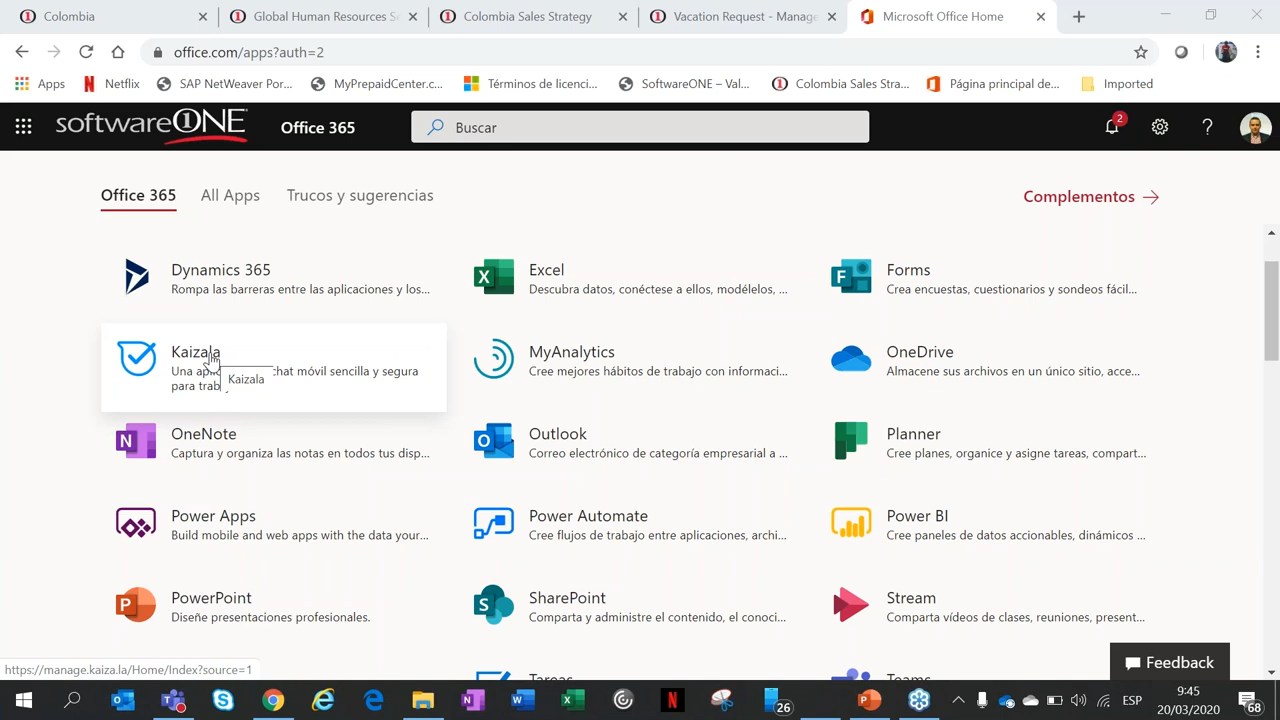 Colombia
Global Human Resources S
Colombia Sales Strategy
Vacation Request - Manage
Microsoft Office Home
office.com/apps?auth=2
Apps
Netflix
SAP NetWeaver Por...
MyPrepaidCenter.c...
Términos de licenci...
SoftwareONE – Val...
Colombia Sales Stra...
Página principal de...
Imported
softwareONE
Office 365
Buscar
2
Office 365
All Apps
Trucos y sugerencias
Complementos
Dynamics 365
Rompa las barreras entre las aplicaciones y los...
Excel
Descubra datos, conéctese a ellos, modélelos, ...
Forms
Crea encuestas, cuestionarios y sondeos fácil...
Kaizala
Una chat móvil sencilla y segura
para
Kaizala
MyAnalytics
Cree mejores hábitos de trabajo con informaci...
OneDrive
Almacene sus archivos en un único sitio, acce...
OneNote
Captura y organiza las notas en todos tus disp...
Outlook
Correo electrónico de categoría empresarial a ...
Planner
Cree planes, organice y asigne tareas, compart...
Power Apps
Build mobile and web apps with the data your...
Power Automate
Cree flujos de trabajo entre aplicaciones, archi...
Power BI
Cree paneles de datos accionables, dinámicos ...
PowerPoint
Diseñe presentaciones profesionales.
SharePoint
Comparta y administre el contenido, el conoci...
Stream
Comparta vídeos de clases, reuniones, present...
Tareas
Teams
Feedback
https://manage.kaiza.la/Home/Index?source=1
26
ESP
9:45
20/03/2020
68